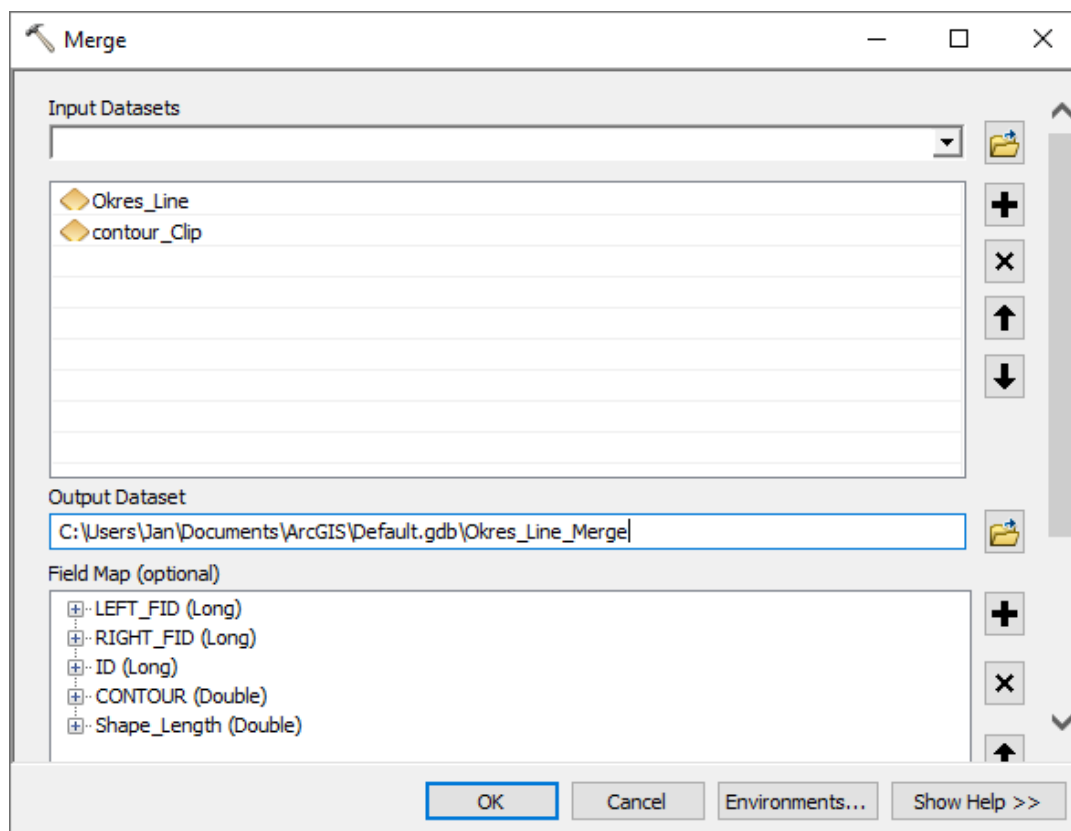 Merge
Input Datasets
Okres_Line
contour_Clip
Output Dataset
C:\Users\Jan\Documents\ArcGIS\Default.gdb\Okres_Line_Merge
Field Map (optional)
LEFT_FID (Long)
RIGHT_FID (Long)
ID (Long)
CONTOUR (Double)
Shape_Length (Double)
OK Cancel Environments... Show Help >>